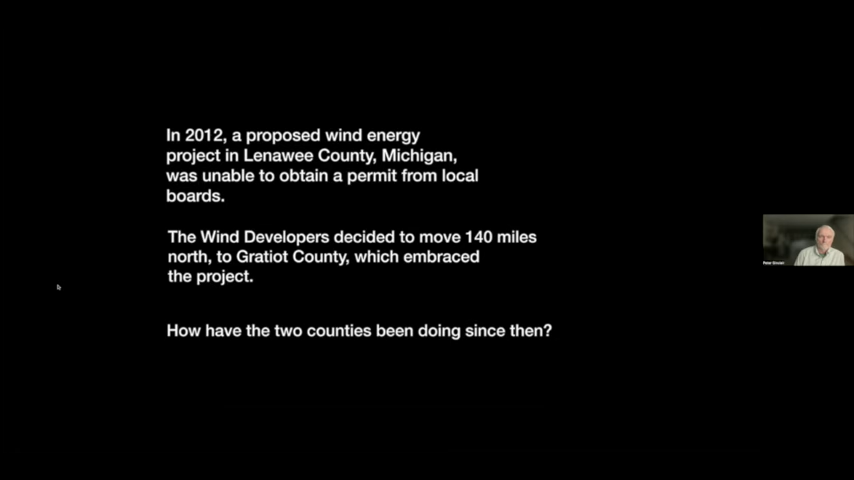 In 2012, a proposed wind energy
project in Lenawee County, Michigan,
was unable to obtain a permit from local
boards.
The Wind Developers decided to move 140 miles
north, to Gratiot County, which embraced
the project.
How have the two counties been doing since then?
Peter Sinclair